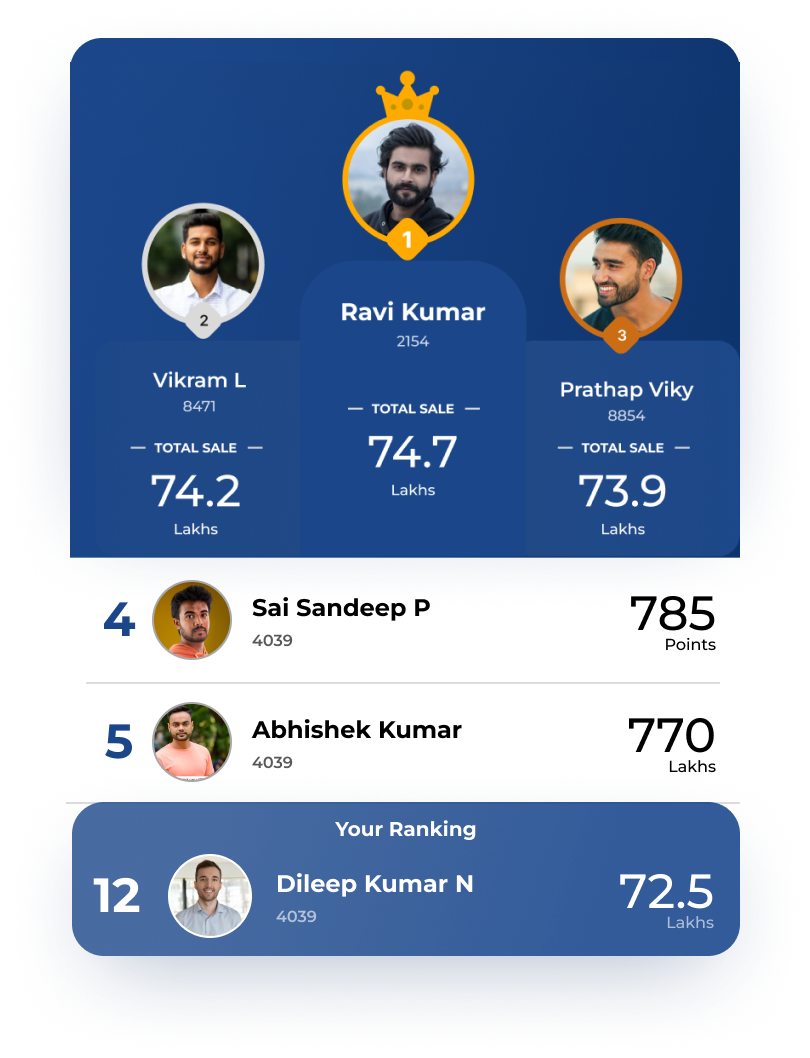 1
Ravi Kumar
2154
— TOTAL SALE —
74.7
Lakhs
2
Vikram L
8471
— TOTAL SALE —
74.2
Lakhs
3
Prathap Viky
8854
— TOTAL SALE —
73.9
Lakhs
4
Sai Sandeep P
4039
785
Points
5
Abhishek Kumar
4039
770
Lakhs
Your Ranking
12
Dileep Kumar N
4039
72.5
Lakhs